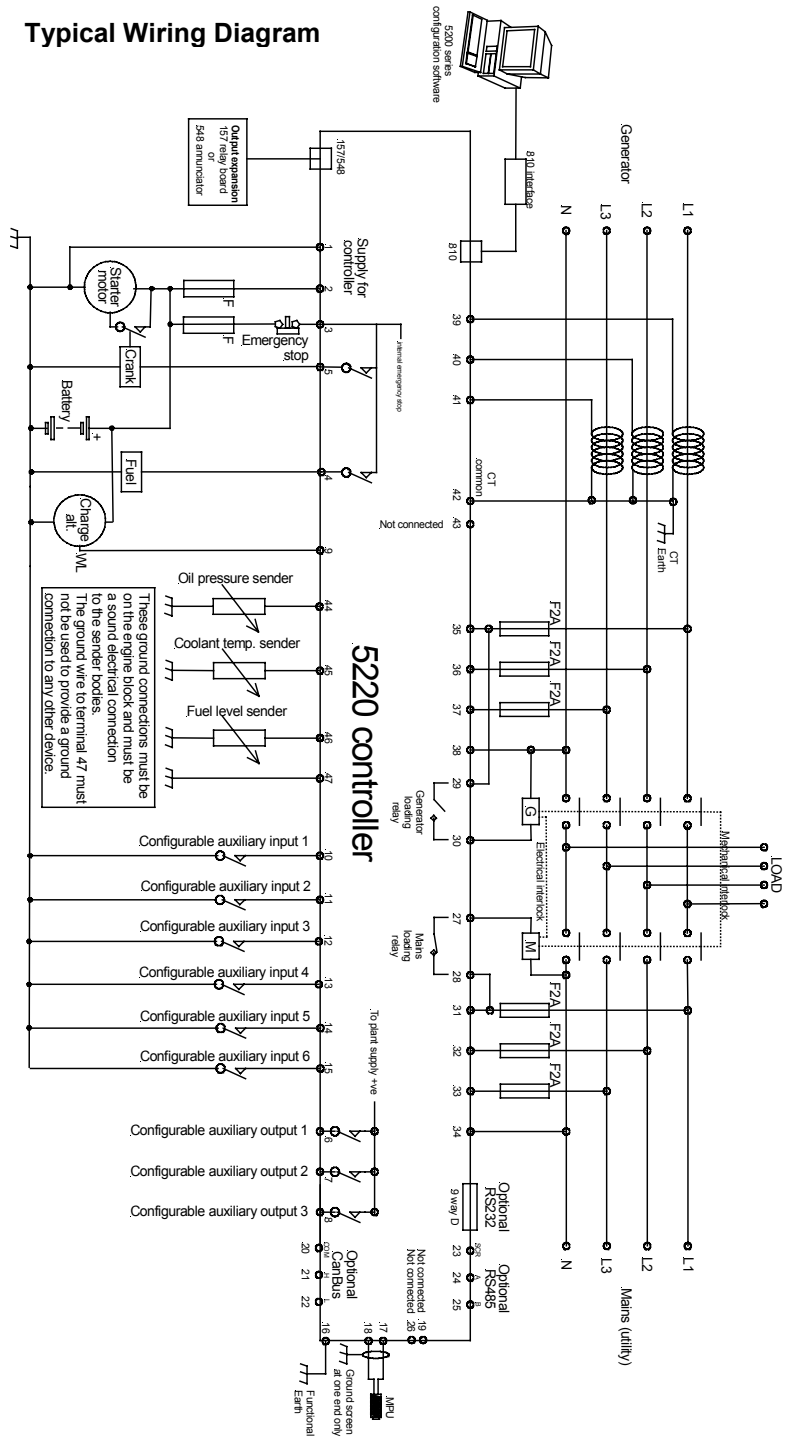 Typical Wiring Diagram
5200 series
configuration software
810 interface
810
Generator
L1
L2
L3
N
Output expansion
157 relay board
or
548 annunciator
157/548
1
2
3
5
4
9
44
45
46
47
10
11
12
13
14
15
6
7
8
Supply for
controller
Starter
motor
F
F
Emergency
stop
Internal emergency stop
Crank
Battery
+
-
Fuel
Charge
alt.
WL
39
40
41
42
43
CT
common
Not connected
CT
Earth
35
36
37
38
29
30
27
28
31
32
33
34
F2A
F2A
F2A
F2A
F2A
F2A
Oil pressure sender
Coolant temp. sender
Fuel level sender
These ground connections must be
on the engine block and must be
a sound electrical connection
to the sender bodies.
The ground wire to terminal 47 must
not be used to provide a ground
connection to any other device.
5220 controller
Generator
loading
relay
G
Electrical interlock
Mechanical interlock
LOAD
Mains
loading
relay
M
Configurable auxiliary input 1
Configurable auxiliary input 2
Configurable auxiliary input 3
Configurable auxiliary input 4
Configurable auxiliary input 5
Configurable auxiliary input 6
To plant supply +ve
Configurable auxiliary output 1
Configurable auxiliary output 2
Configurable auxiliary output 3
Optional
RS232
9 way D
Optional
RS485
SCR
A
B
23
24
25
L1
L2
L3
N
Mains (utility)
Optional
CanBus
COM
H
L
20
21
22
16
Functional
Earth
18
17
MPU
Ground screen
at one end only
Not connected 19
Not connected 26